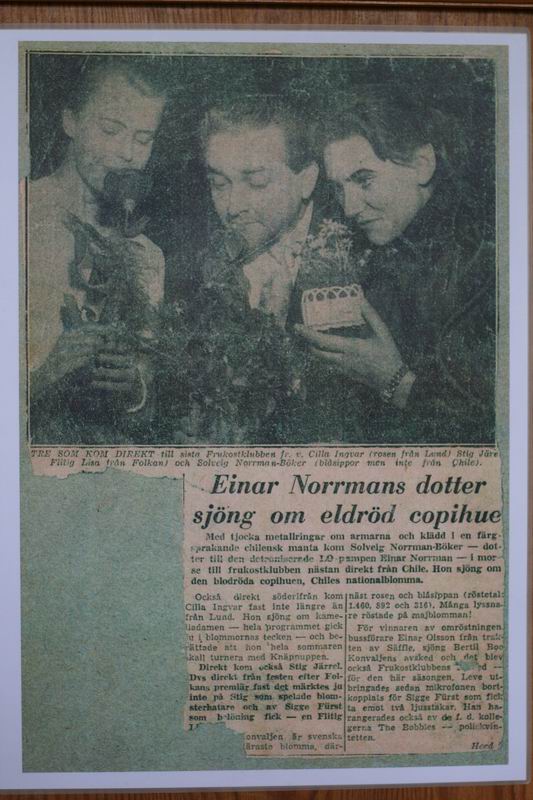 TRE SOM KOM DIREKT till sista Frukostklubben fr. v. Cilla Ingvar (rosen från Lund) Stig Järre
Flitig Lisa från Folkan) och Solveig Norrman-Böker (blåsippor men inte från Chile).
Einar Norrmans dotter
sjöng om eldröd copihue
Med tjocka metallringar om armarna och klädd i en färg-
sprakande chilensk manta kom Solveig Norrman-Böker — dot-
ter till den detroniserade LO-pampen Einar Norrman — i mor-
se till frukostklubben nästan direkt från Chile. Hon sjöng om
den blodröda copihuen, Chiles nationalblomma.
Också direkt söderifrån kom
Cilla Ingvar fast inte längre än
från Lund. Hon sjöng om kame-
liadamen — hela programmet gick
u i blommornas tecken — och be-
rättade att hon hela sommaren
skall turnera med Knäppupen.
Direkt kom också Stig Järrel.
Dvs direkt från festen efter Fol-
kans premiär fast det märktes ju
inte på Stig som spelade blom-
sterhatare och av Sigge Fürst
som belöning fick — en Flitig
onvaljen är svenska
äraste blomma, där-
näst rosen och blåsippan (röstetal:
1.460, 892 och 316). Många lyssna-
re röstade på majblomman!
För vinnaren av omröstningen,
bussförare Einar Olsson från trak-
ten av Säffle, sjöng Bertil Boo
Konvaljens avsked och det blev
också Frukostklubbens —
för den här säsongen. Leve ut-
bringades sedan mikrofonen bort-
kopplats för Sigge Fürst som fick
ta emot två ljusstakar. Han ha-
rangerades också av de f. d. kolle-
gerna The Bobbies — poliskvin-
tetten.